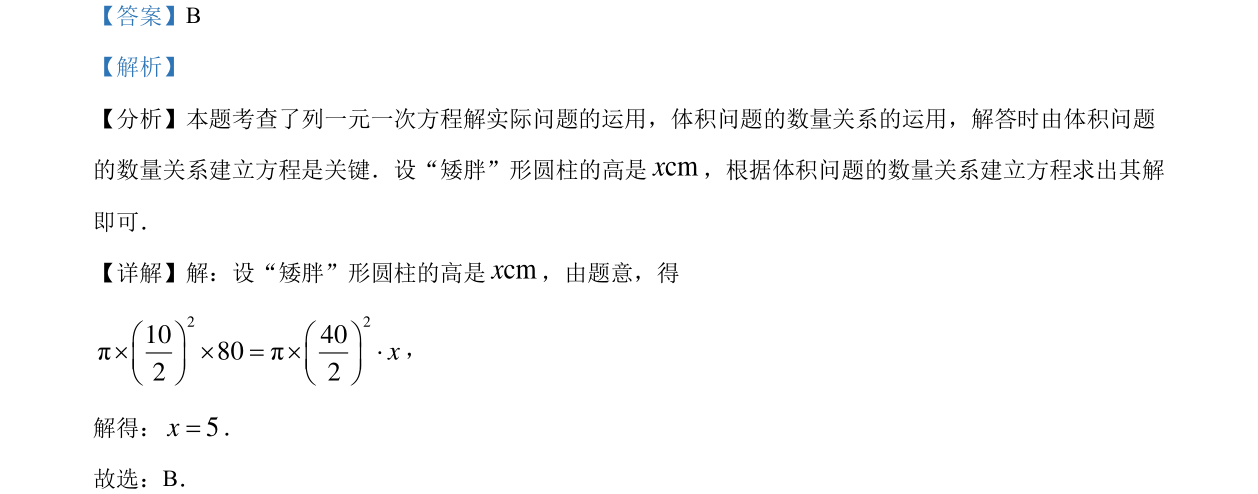 【答案】B
【解析】
【分析】本题考查了列一元一次方程解实际问题的运用，体积问题的数量关系的运用，解答时由体积问题
的数量关系建立方程是关键．设“矮胖”形圆柱的高是 xcm，根据体积问题的数量关系建立方程求出其解
即可．
【详解】解：设“矮胖”形圆柱的高是 xcm，由题意，得
π×(10/2)²×80=π×(40/2)²·x，
解得：x=5．
故选：B．